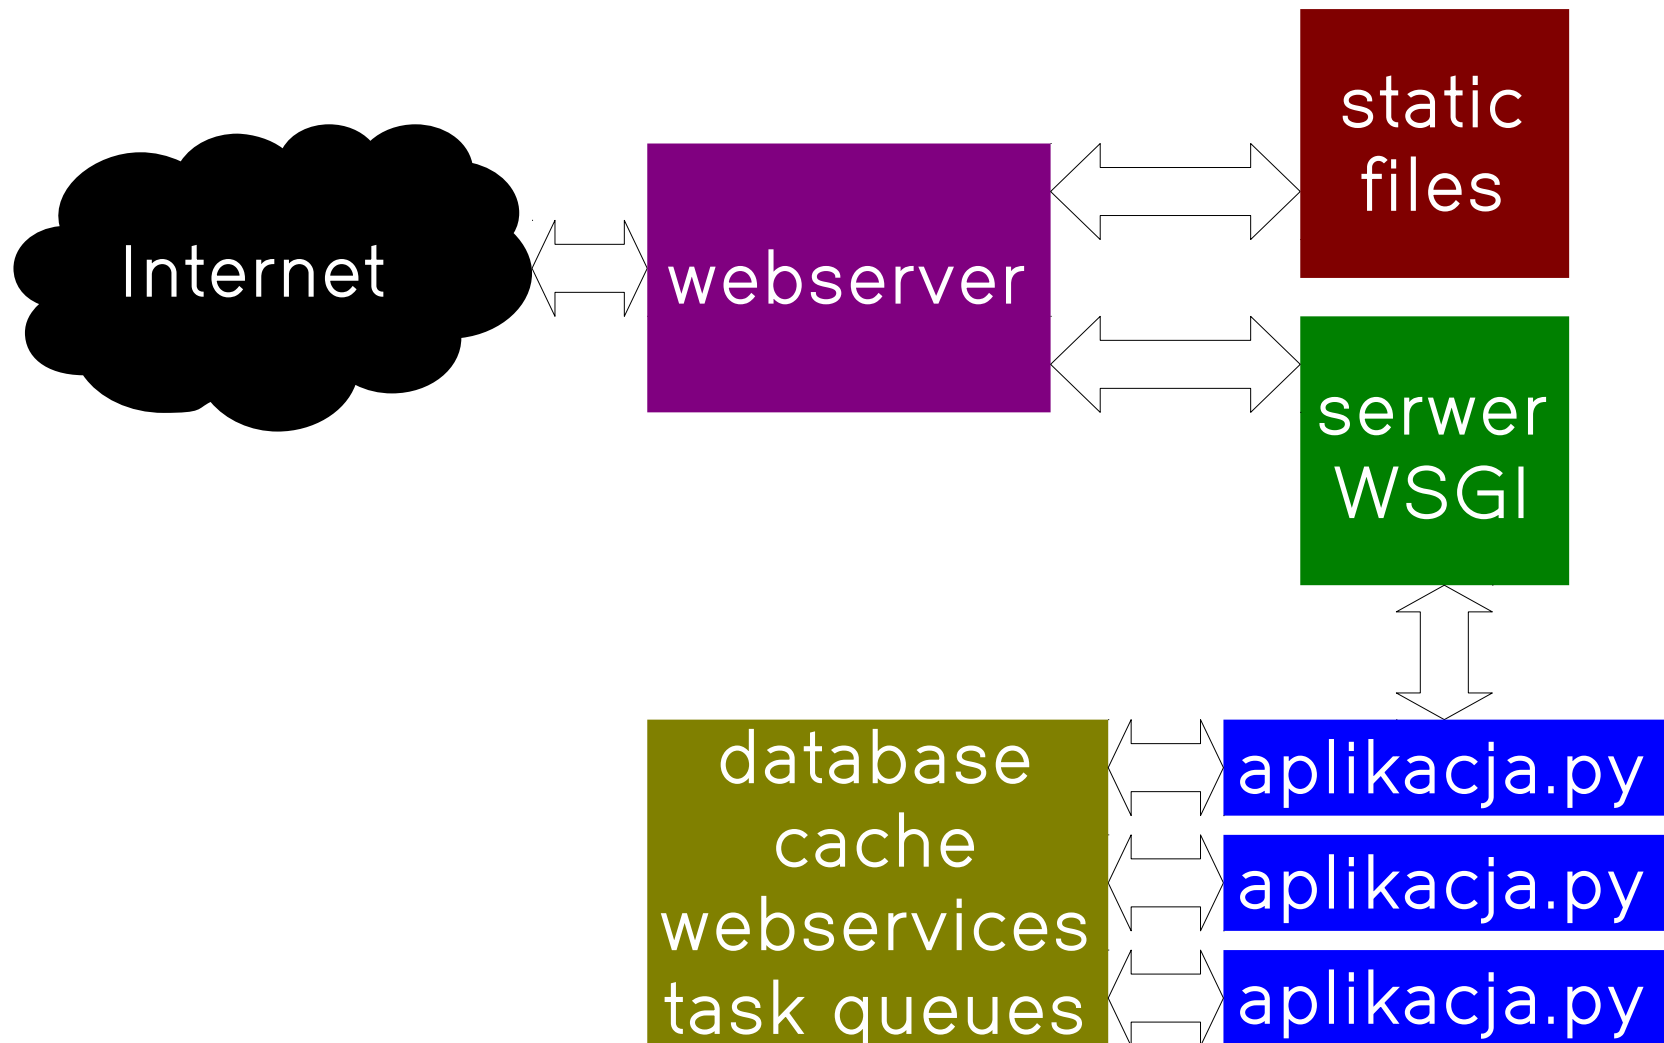 Internet
webserver
static
files
serwer
WSGI
database
cache
webservices
task queues
aplikacja.py
aplikacja.py
aplikacja.py